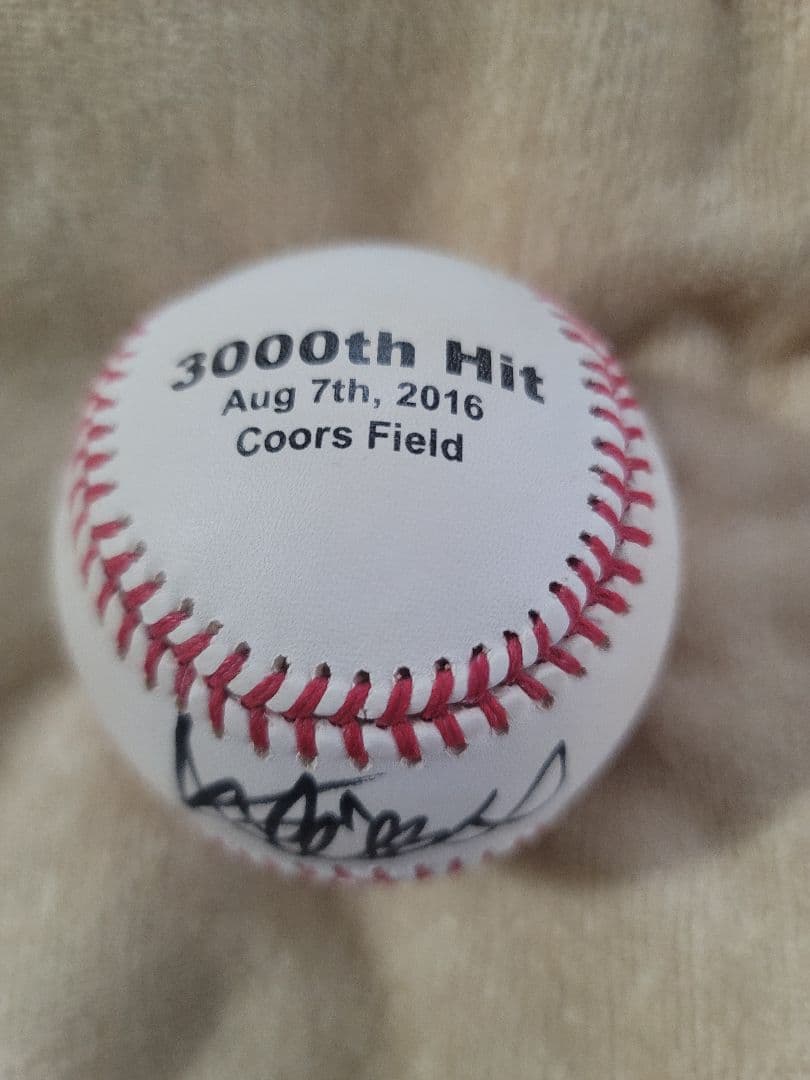 3000th Hit
Aug 7th, 2016
Coors Field